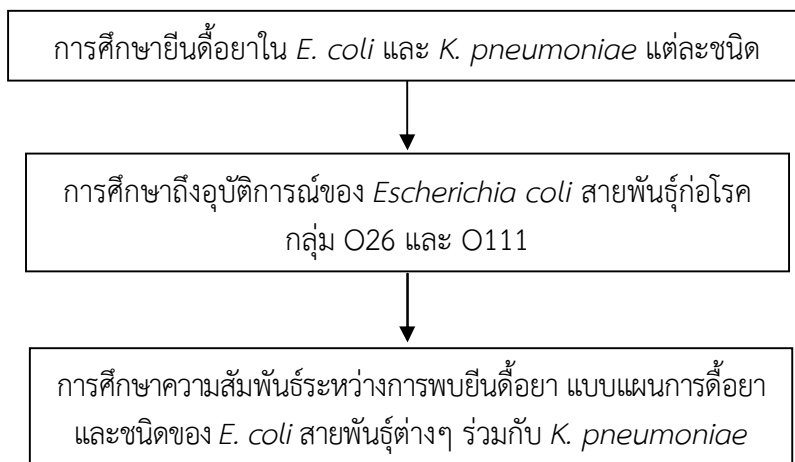 การศึกษายีนดื้อยาใน E. coli และ K. pneumoniae แต่ละชนิด
การศึกษาถึงอุบัติการณ์ของ Escherichia coli สายพันธุ์ก่อโรค
กลุ่ม O26 และ O111
การศึกษาความสัมพันธ์ระหว่างการพบยีนดื้อยา แบบแผนการดื้อยา
และชนิดของ E. coli สายพันธุ์ต่างๆ ร่วมกับ K. pneumoniae